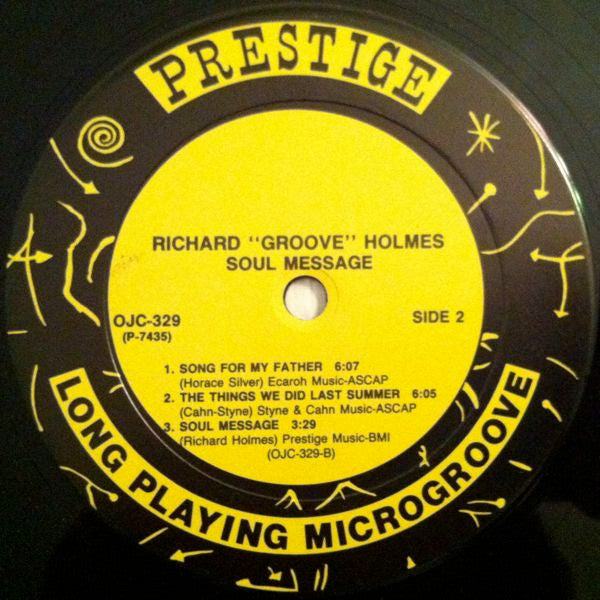 PRESTIGE
RICHARD "GROOVE" HOLMES
SOUL MESSAGE
OJC-329
(P-7435)
SIDE 2
1. SONG FOR MY FATHER 6:07
(Horace Silver) Ecaroh Music-ASCAP
2. THE THINGS WE DID LAST SUMMER 6:05
(Cahn-Styne) Styne & Cahn Music-ASCAP
3. SOUL MESSAGE 3:29
(Richard Holmes) Prestige Music-BMI
(OJC-329-B)
LONG PLAYING MICROGROOVE